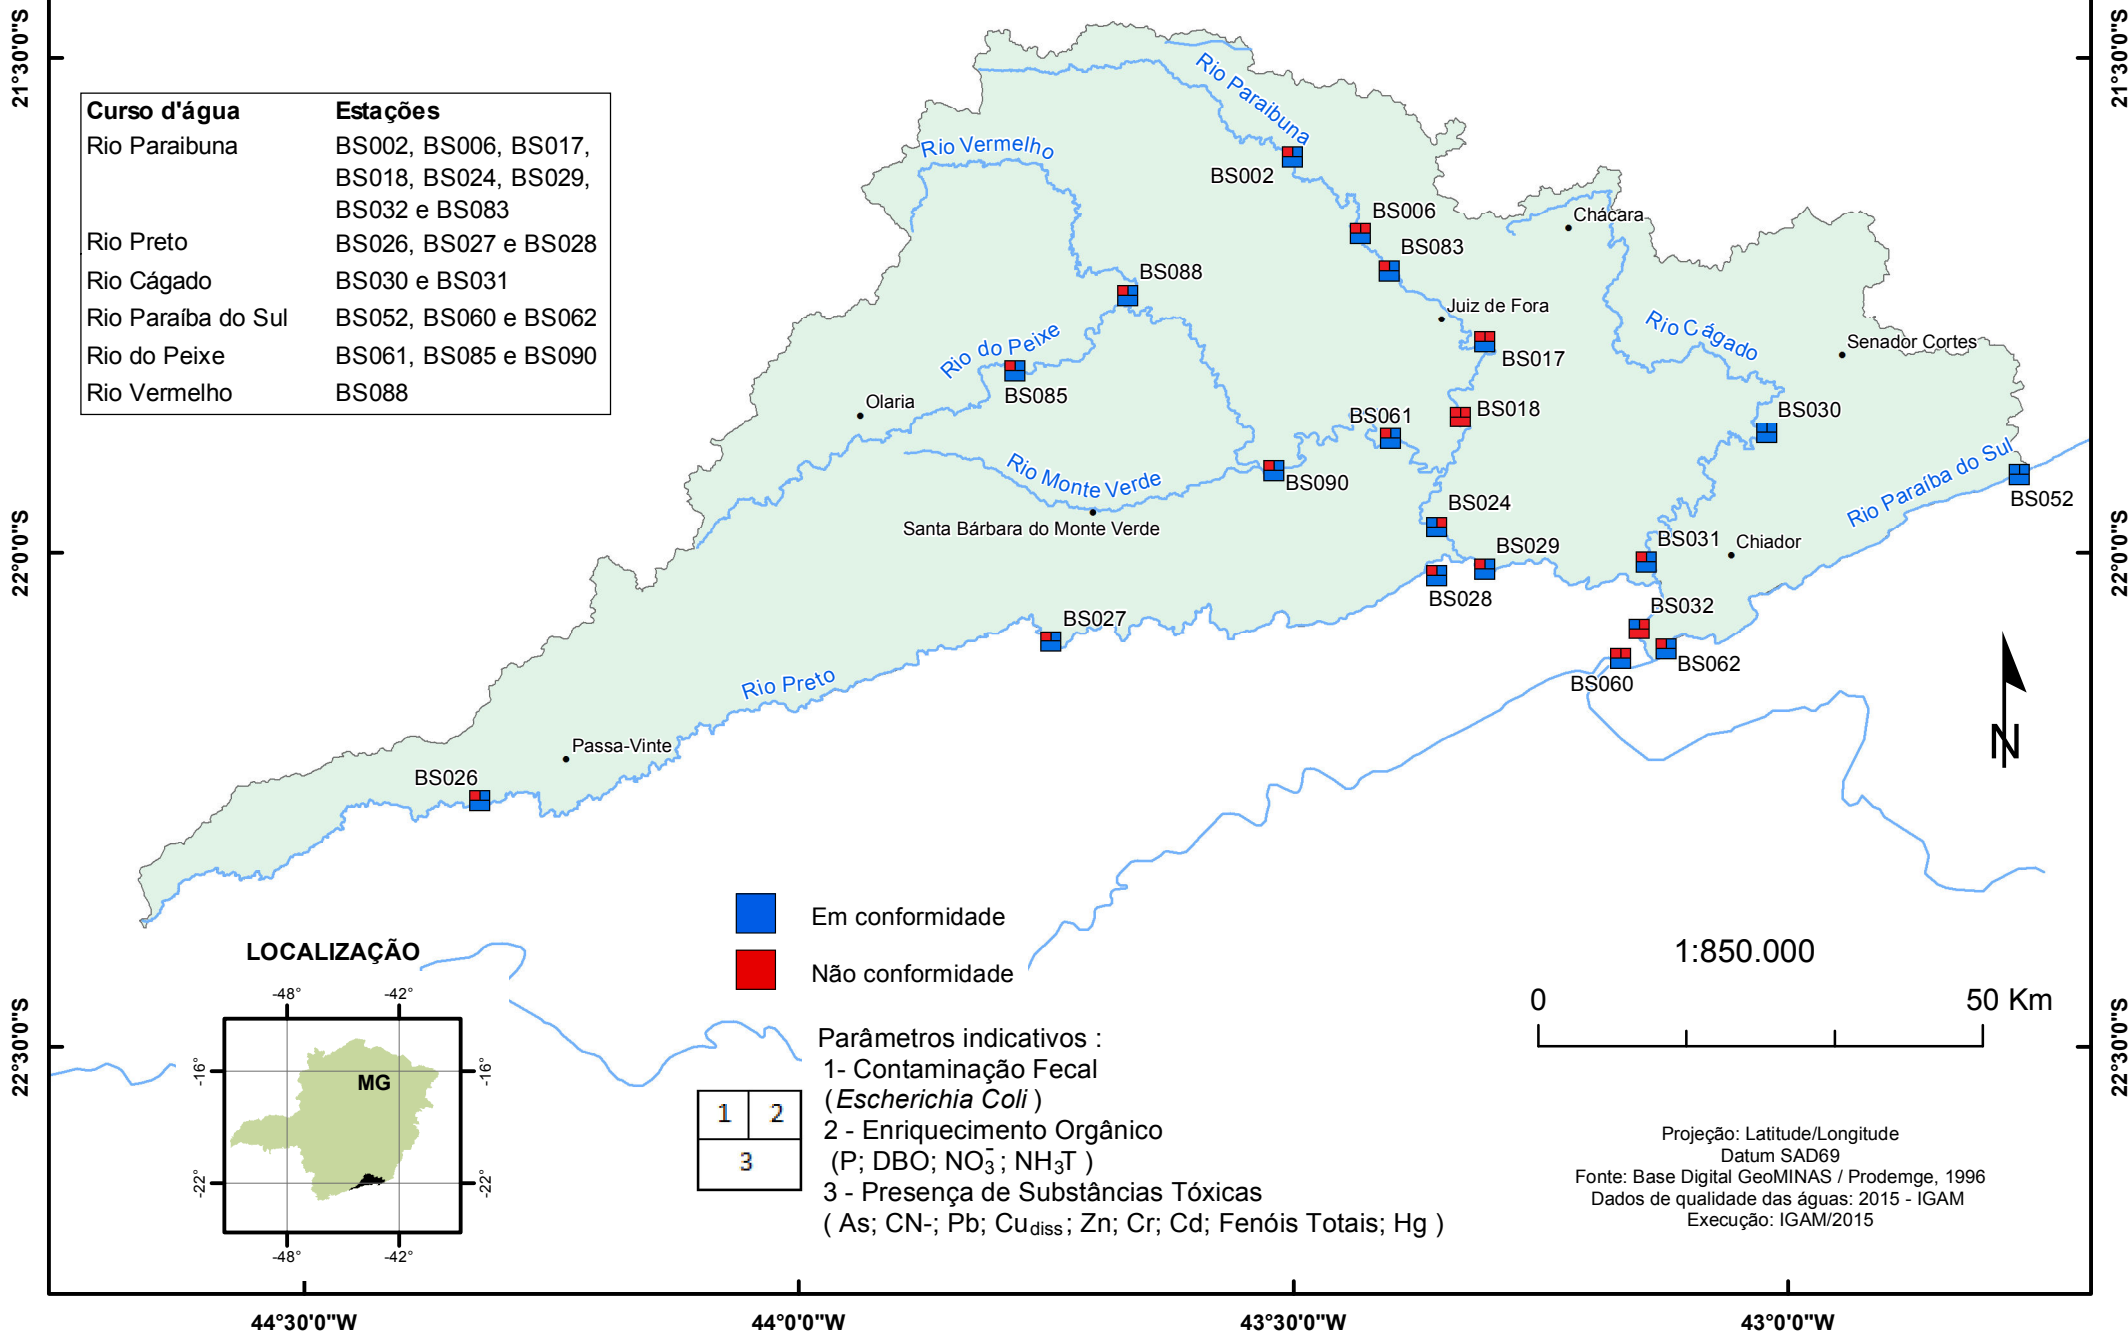 21°30'0"S
21°30'0"S
22°0'0"S
22°0'0"S
22°30'0"S
22°30'0"S
44°30'0"W
44°0'0"W
43°30'0"W
43°0'0"W
Curso d'água Estações
Rio Paraibuna BS002, BS006, BS017,
BS018, BS024, BS029,
BS032 e BS083
Rio Preto BS026, BS027 e BS028
Rio Cágado BS030 e BS031
Rio Paraíba do Sul BS052, BS060 e BS062
Rio do Peixe BS061, BS085 e BS090
Rio Vermelho BS088
Rio Paraibuna
Rio Vermelho
BS002
BS006
BS083
Chácara
BS088
Juiz de Fora
Rio Cágado
Rio do Peixe
BS017
Senador Cortes
BS085
Olaria
BS061
BS018
BS030
Rio Monte Verde
BS090
Rio Paraíba do Sul
BS052
BS024
Santa Bárbara do Monte Verde
BS029
BS031
Chiador
BS028
BS032
BS027
BS062
BS060
Rio Preto
Passa-Vinte
BS026
N
LOCALIZAÇÃO
-48°
-42°
-16°
-16°
MG
-22°
-22°
-48°
-42°
Em conformidade
Não conformidade
Parâmetros indicativos :
1- Contaminação Fecal
(Escherichia Coli )
2 - Enriquecimento Orgânico
(P; DBO; NO₃⁻; NH₃T )
3 - Presença de Substâncias Tóxicas
( As; CN-; Pb; Cudiss; Zn; Cr; Cd; Fenóis Totais; Hg )
1 2
3
1:850.000
0 50 Km
Projeção: Latitude/Longitude
Datum SAD69
Fonte: Base Digital GeoMINAS / Prodemge, 1996
Dados de qualidade das águas: 2015 - IGAM
Execução: IGAM/2015